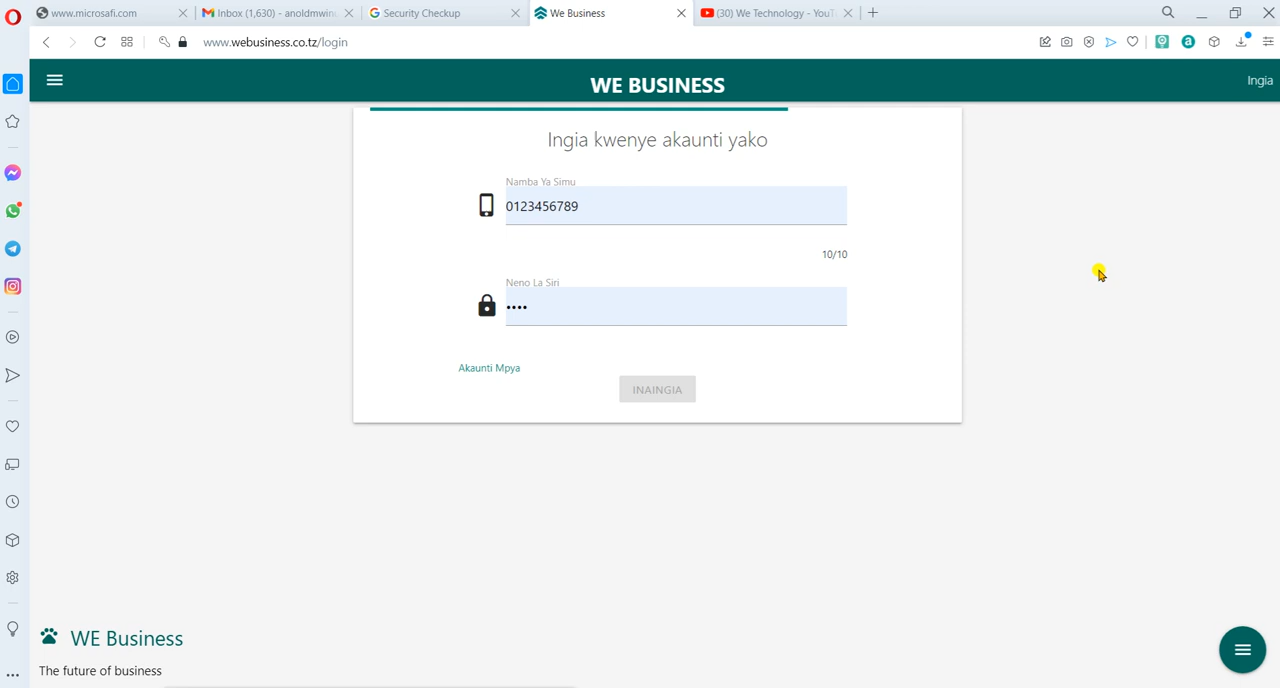 www.microsafi.com
Inbox (1,630) - anoldmwinu
Security Checkup
We Business
(30) We Technology - YouT
www.webusiness.co.tz/login
WE BUSINESS
Ingia
Ingia kwenye akaunti yako
Namba Ya Simu
0123456789
10/10
Neno La Siri
••••
Akaunti Mpya
INAINGIA
WE Business
The future of business